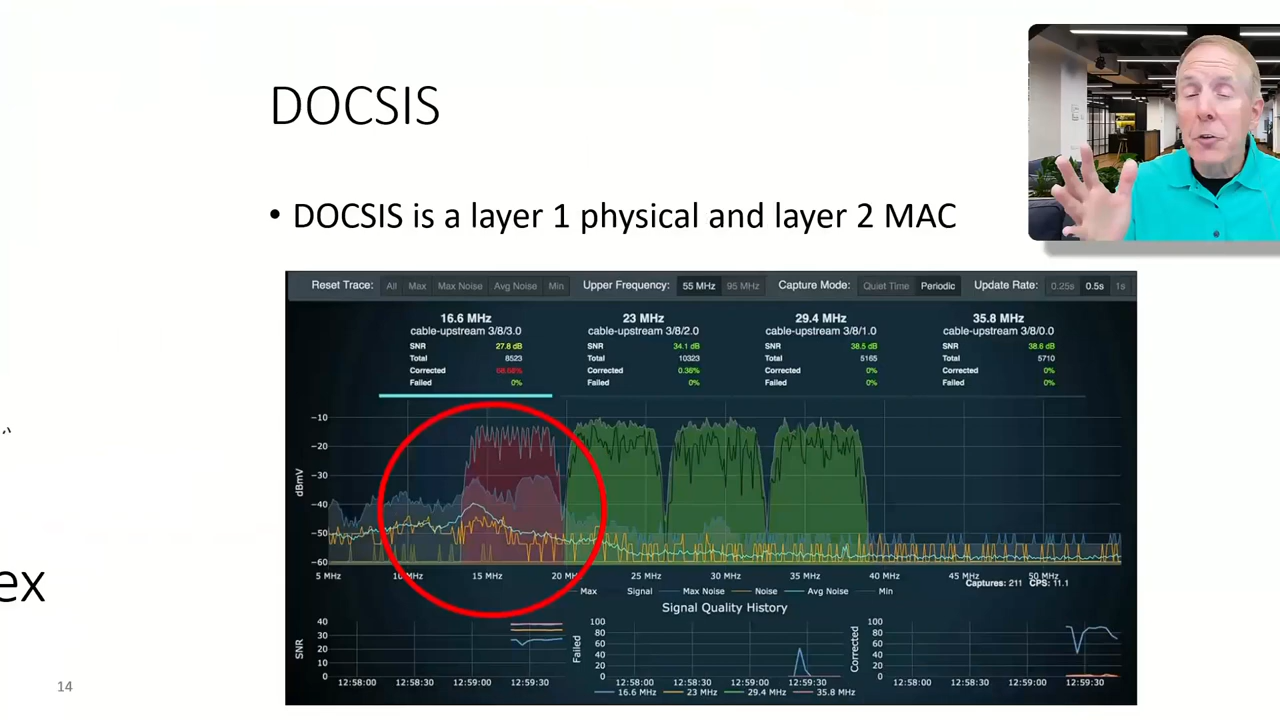 DOCSIS
• DOCSIS is a layer 1 physical and layer 2 MAC
Reset Trace: All Max Max Noise Avg Noise Min Upper Frequency: 55 MHz 95 MHz Capture Mode: Quiet Time Periodic Update Rate: 0.25s 0.5s 1s
16.6 MHz
cable-upstream 3/8/3.0
SNR 27.8 dB
Total 8523
Corrected
Failed 0%
23 MHz
cable-upstream 3/8/2.0
SNR 34.1 dB
Total 10323
Corrected 0.36%
Failed 0%
29.4 MHz
cable-upstream 3/8/1.0
SNR 38.5 dB
Total 5165
Corrected 0%
Failed 0%
35.8 MHz
cable-upstream 3/8/0.0
SNR 38.6 dB
Total 5710
Corrected 0%
Failed 0%
dBmV
−10
−20
−30
−40
−50
−60
5 MHz 10 MHz 15 MHz 20 MHz 25 MHz 30 MHz 35 MHz 40 MHz 45 MHz 50 MHz
Captures: 211 CPS: 11.1
Max Signal Max Noise Noise Avg Noise Min
Signal Quality History
SNR
40
30
20
10
0
12:58:00 12:58:30 12:59:00 12:59:30
Failed
100
80
60
40
20
0
12:58:00 12:58:30 12:59:00 12:59:30
Corrected
100
80
60
40
20
0
12:58:00 12:58:30 12:59:00 12:59:30
16.6 MHz 23 MHz 29.4 MHz 35.8 MHz
ex
14